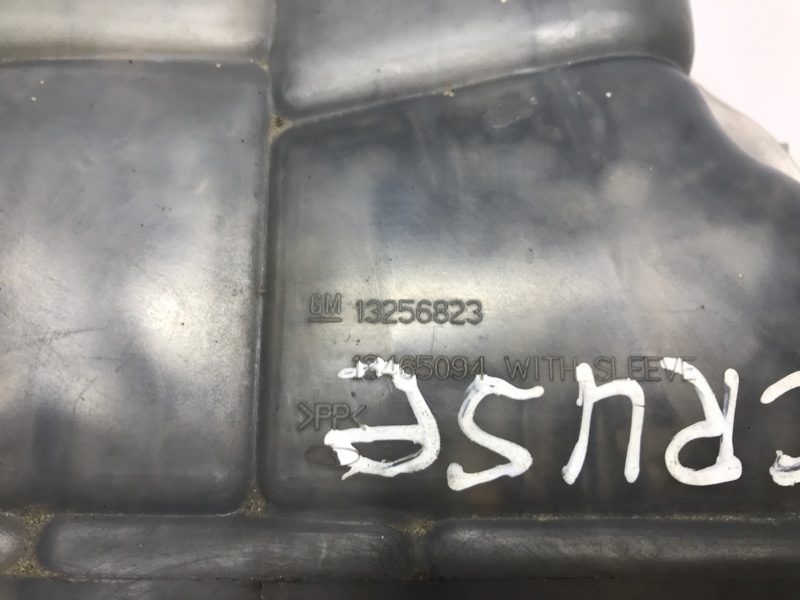 GM 13256823
13465094 WITH SLEEVE
>PP<
CRUSE